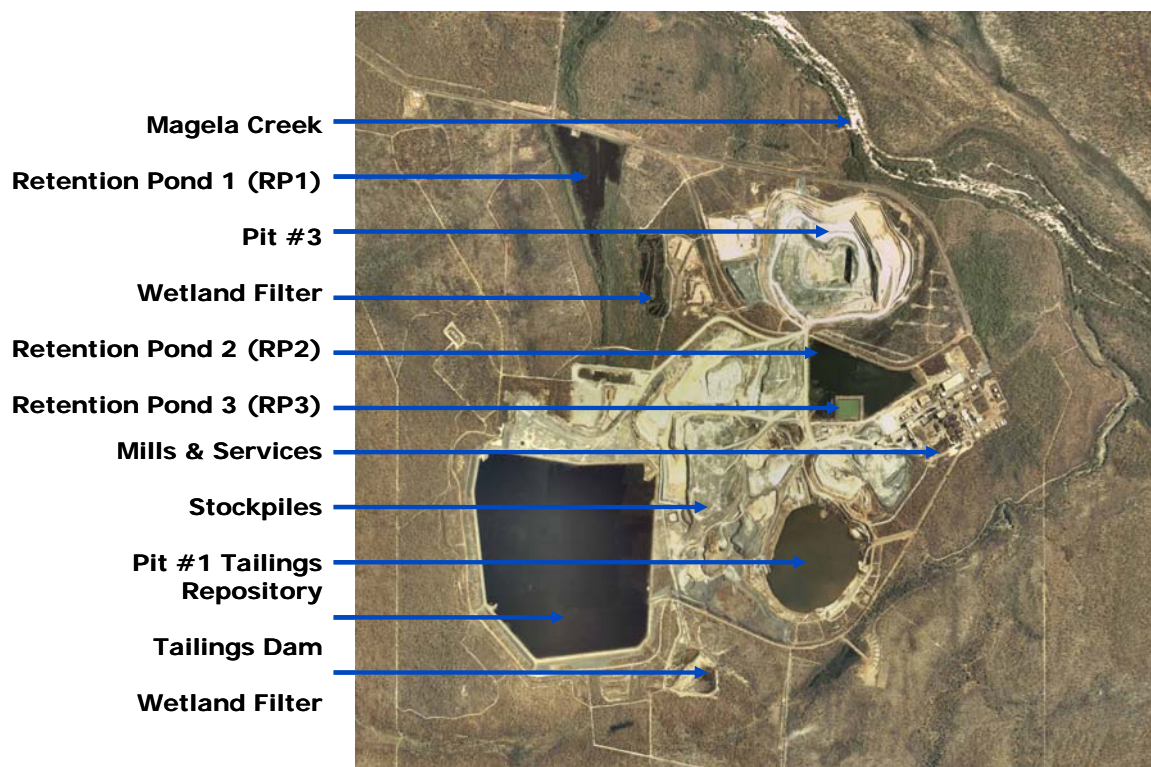 Magela Creek
Retention Pond 1 (RP1)
Pit #3
Wetland Filter
Retention Pond 2 (RP2)
Retention Pond 3 (RP3)
Mills & Services
Stockpiles
Pit #1 Tailings
Repository
Tailings Dam
Wetland Filter